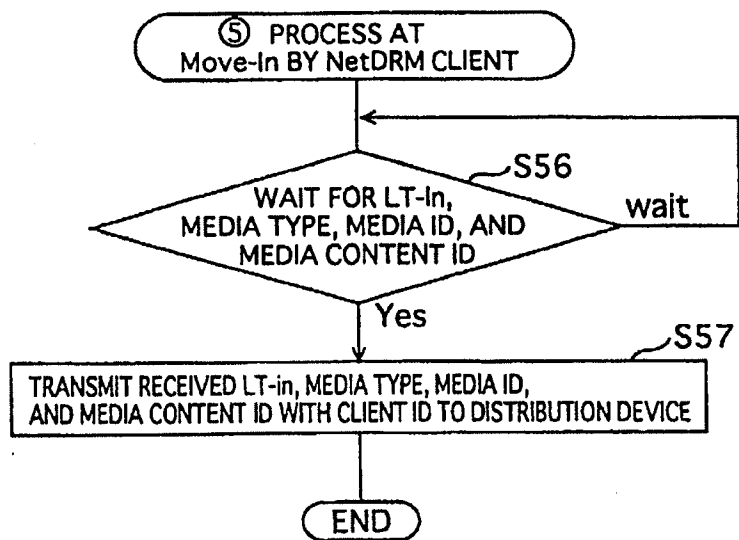 ⑤ PROCESS AT
Move-In BY NetDRM CLIENT
S56
WAIT FOR LT-In,
MEDIA TYPE, MEDIA ID, AND
MEDIA CONTENT ID
wait
Yes
S57
TRANSMIT RECEIVED LT-in, MEDIA TYPE, MEDIA ID,
AND MEDIA CONTENT ID WITH CLIENT ID TO DISTRIBUTION DEVICE
END